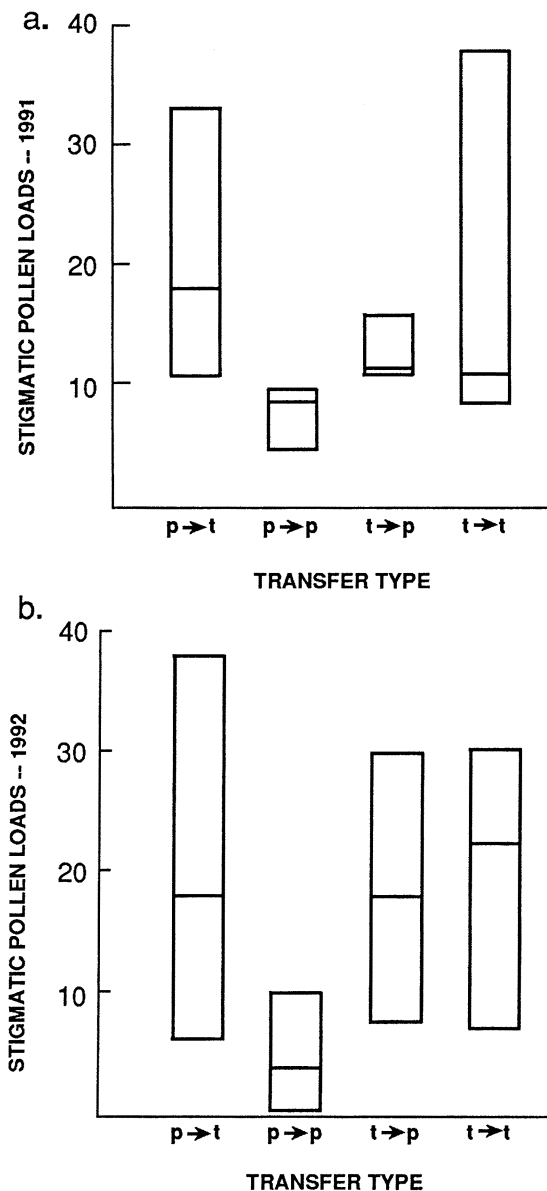 a.
STIGMATIC POLLEN LOADS -- 1991
40
30
20
10
p→t p→p t→p t→t
TRANSFER TYPE
b.
STIGMATIC POLLEN LOADS -- 1992
40
30
20
10
p→t p→p t→p t→t
TRANSFER TYPE